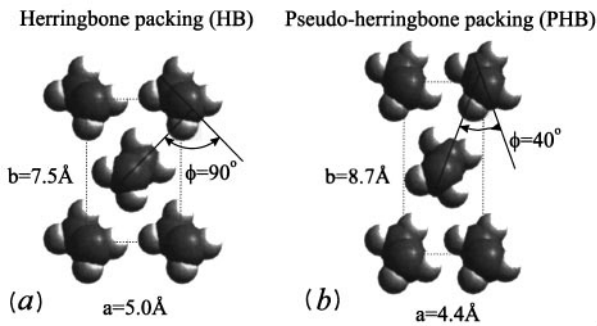 Herringbone packing (HB)
Pseudo-herringbone packing (PHB)
b=7.5Å
ϕ=90°
b=8.7Å
ϕ=40°
(a)
a=5.0Å
(b)
a=4.4Å